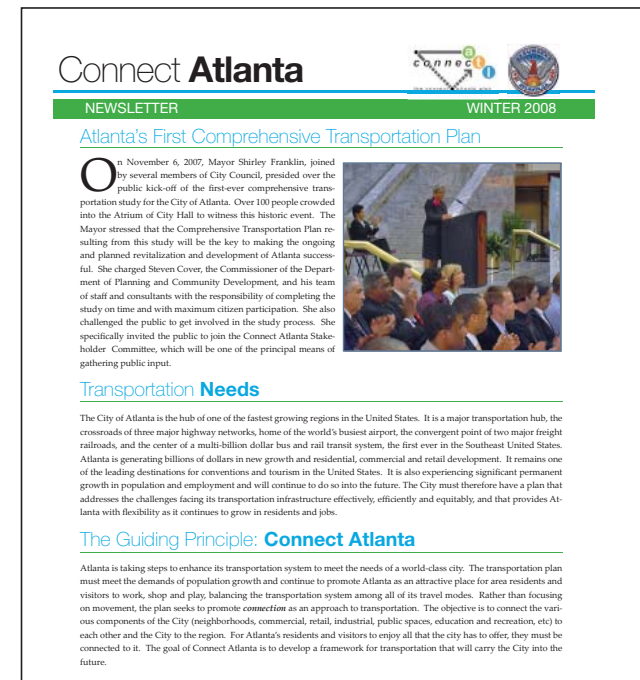 Connect Atlanta
connect
a
t
l
NEWSLETTER WINTER 2008
Atlanta's First Comprehensive Transportation Plan
On November 6, 2007, Mayor Shirley Franklin, joined
by several members of City Council, presided over the
public kick-off of the first-ever comprehensive trans-
portation study for the City of Atlanta. Over 100 people crowded
into the Atrium of City Hall to witness this historic event. The
Mayor stressed that the Comprehensive Transportation Plan re-
sulting from this study will be the key to making the ongoing
and planned revitalization and development of Atlanta success-
ful. She charged Steven Cover, the Commissioner of the Depart-
ment of Planning and Community Development, and his team
of staff and consultants with the responsibility of completing the
study on time and with maximum citizen participation. She also
challenged the public to get involved in the study process. She
specifically invited the public to join the Connect Atlanta Stake-
holder Committee, which will be one of the principal means of
gathering public input.
Transportation Needs
The City of Atlanta is the hub of one of the fastest growing regions in the United States. It is a major transportation hub, the
crossroads of three major highway networks, home of the world's busiest airport, the convergent point of two major freight
railroads, and the center of a multi-billion dollar bus and rail transit system, the first ever in the Southeast United States.
Atlanta is generating billions of dollars in new growth and residential, commercial and retail development. It remains one
of the leading destinations for conventions and tourism in the United States. It is also experiencing significant permanent
growth in population and employment and will continue to do so into the future. The City must therefore have a plan that
addresses the challenges facing its transportation infrastructure effectively, efficiently and equitably, and that provides At-
lanta with flexibility as it continues to grow in residents and jobs.
The Guiding Principle: Connect Atlanta
Atlanta is taking steps to enhance its transportation system to meet the needs of a world-class city. The transportation plan
must meet the demands of population growth and continue to promote Atlanta as an attractive place for area residents and
visitors to work, shop and play, balancing the transportation system among all of its travel modes. Rather than focusing
on movement, the plan seeks to promote connection as an approach to transportation. The objective is to connect the vari-
ous components of the City (neighborhoods, commercial, retail, industrial, public spaces, education and recreation, etc) to
each other and the City to the region. For Atlanta's residents and visitors to enjoy all that the city has to offer, they must be
connected to it. The goal of Connect Atlanta is to develop a framework for transportation that will carry the City into the
future.